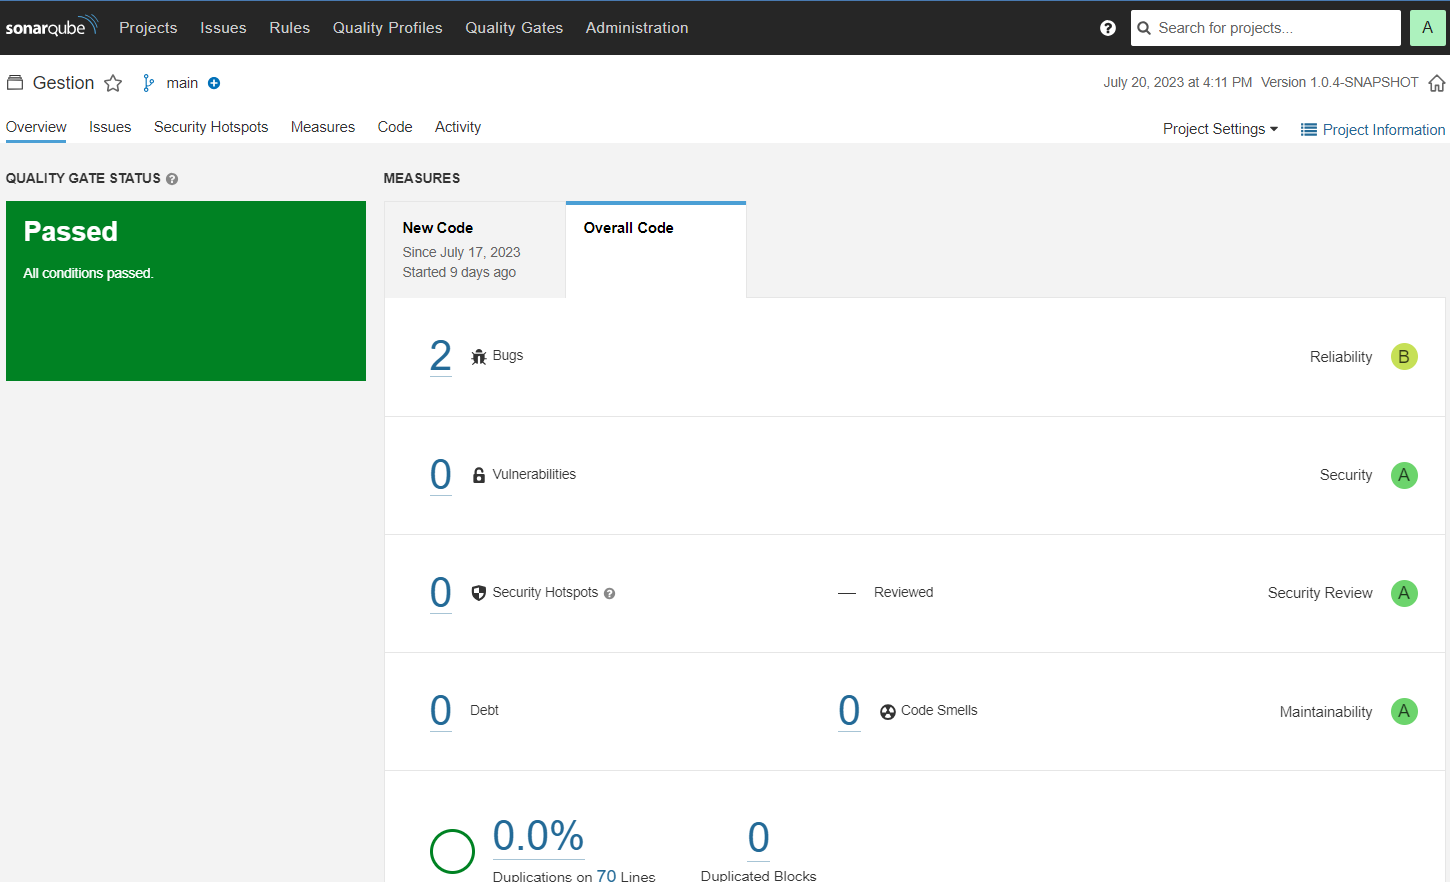 sonarqube Projects Issues Rules Quality Profiles Quality Gates Administration ? Search for projects... A
Gestion main July 20, 2023 at 4:11 PM Version 1.0.4-SNAPSHOT
Overview Issues Security Hotspots Measures Code Activity Project Settings Project Information
QUALITY GATE STATUS ? MEASURES
Passed
All conditions passed.
New Code
Since July 17, 2023
Started 9 days ago
Overall Code
2 Bugs Reliability B
0 Vulnerabilities Security A
0 Security Hotspots ? — Reviewed Security Review A
0 Debt 0 Code Smells Maintainability A
0.0% 0
Duplications on 70 Lines Duplicated Blocks